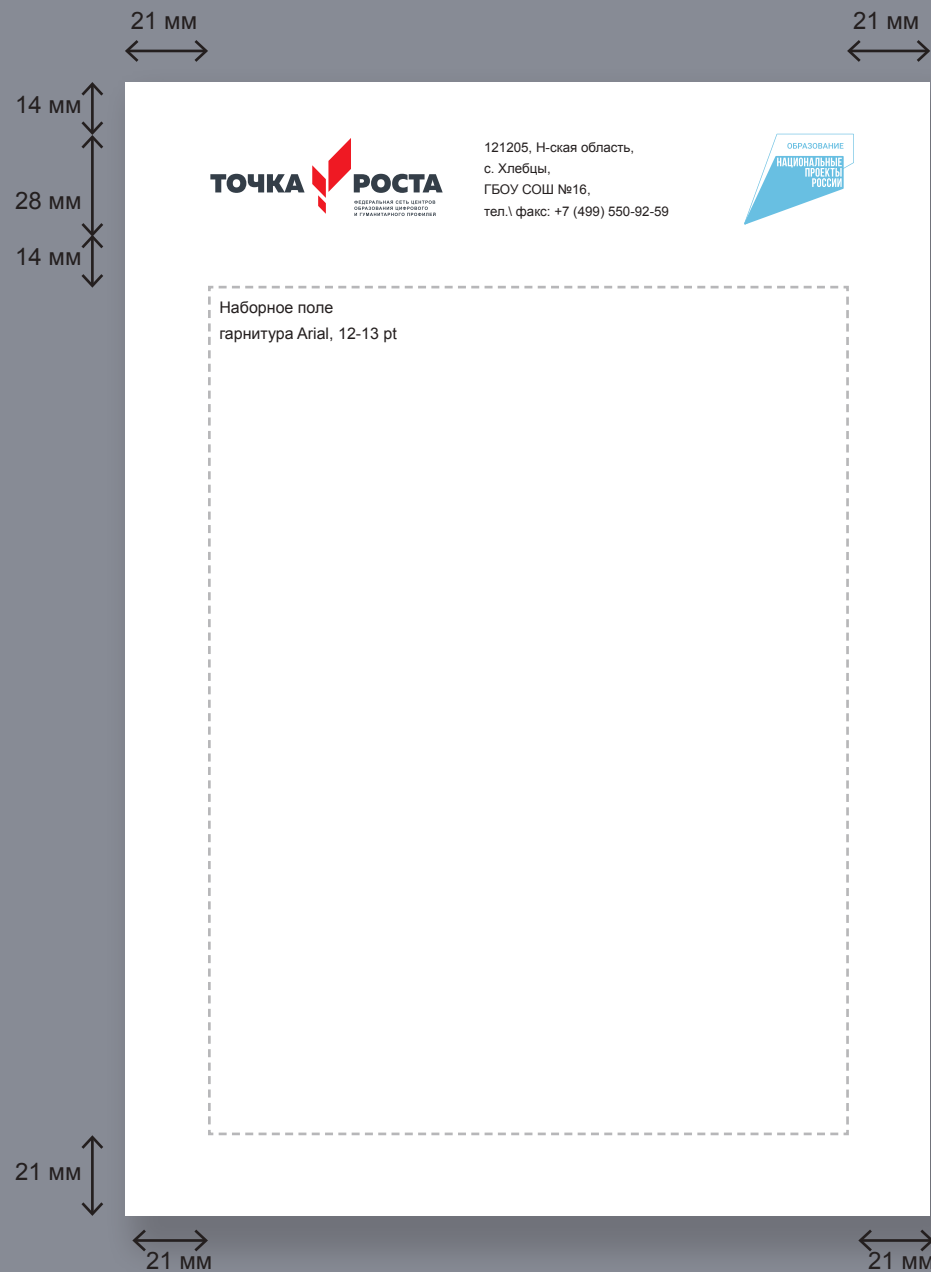 21 мм
21 мм
14 мм
28 мм
14 мм
ТОЧКА РОСТА
ФЕДЕРАЛЬНАЯ СЕТЬ ЦЕНТРОВ
ОБРАЗОВАНИЯ ЦИФРОВОГО
И ГУМАНИТАРНОГО ПРОФИЛЕЙ
121205, Н-ская область,
с. Хлебцы,
ГБОУ СОШ №16,
тел.\ факс: +7 (499) 550-92-59
ОБРАЗОВАНИЕ
НАЦИОНАЛЬНЫЕ
ПРОЕКТЫ
РОССИИ
Наборное поле
гарнитура Arial, 12-13 pt
21 мм
21 мм
21 мм